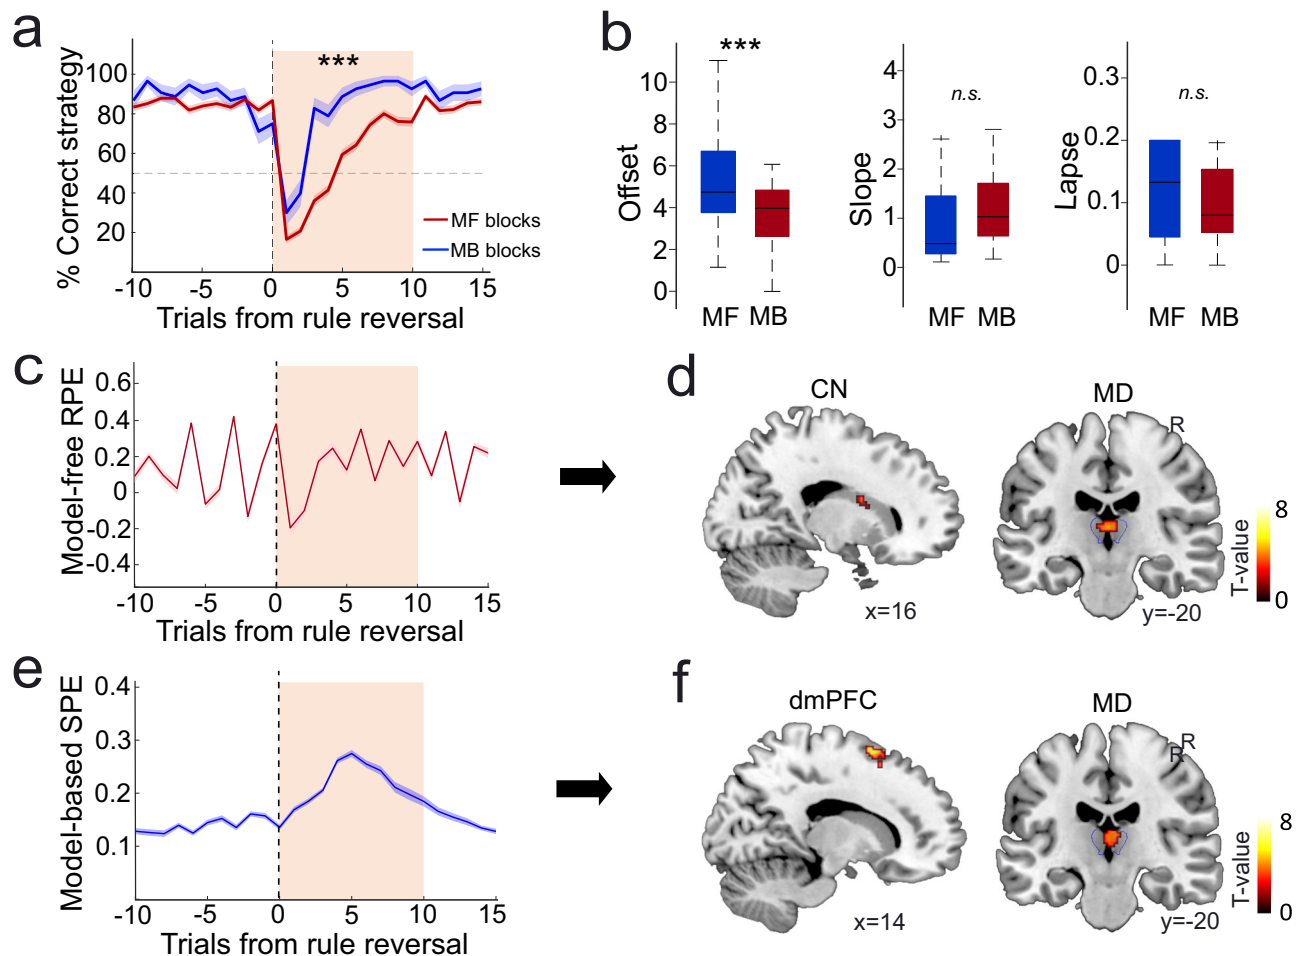 a
% Correct strategy
100
80
60
40
20
***
MF blocks
MB blocks
-10 -5 0 5 10 15
Trials from rule reversal
b
***
Offset
10
8
6
4
2
0
MF MB
Slope
4
3
2
1
0
n.s.
MF MB
Lapse
0.3
0.2
0.1
0
n.s.
MF MB
c
Model-free RPE
0.6
0.4
0.2
0
-0.2
-0.4
-10 -5 0 5 10 15
Trials from rule reversal
d
CN
x=16
MD
R
y=-20
T-value
8
0
e
Model-based SPE
0.4
0.3
0.2
0.1
-10 -5 0 5 10 15
Trials from rule reversal
f
dmPFC
x=14
MD
R
R
y=-20
T-value
8
0